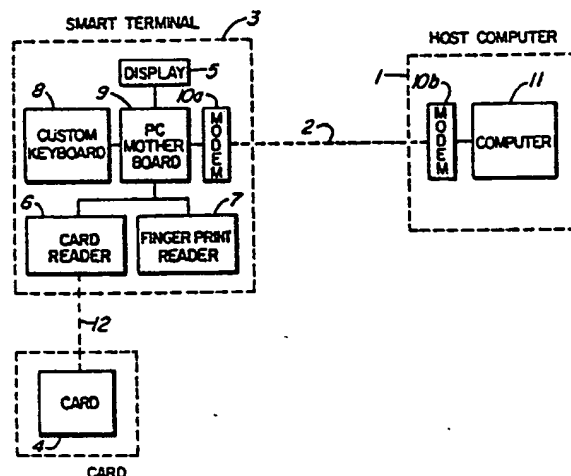 SMART TERMINAL
3
HOST COMPUTER
DISPLAY
5
1
10b
11
8
9
10a
CUSTOM
KEYBOARD
PC
MOTHER
BOARD
MODEM
2
MODEM
COMPUTER
6
7
CARD
READER
FINGER PRINT
READER
12
CARD
4
CARD